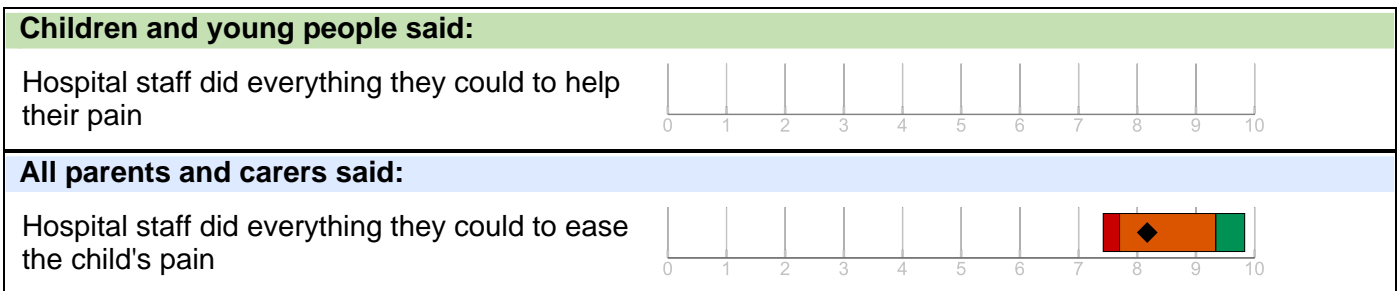 Children and young people said:
Hospital staff did everything they could to help
their pain
0 1 2 3 4 5 6 7 8 9 10
All parents and carers said:
Hospital staff did everything they could to ease
the child's pain
0 1 2 3 4 5 6 7 8 9 10